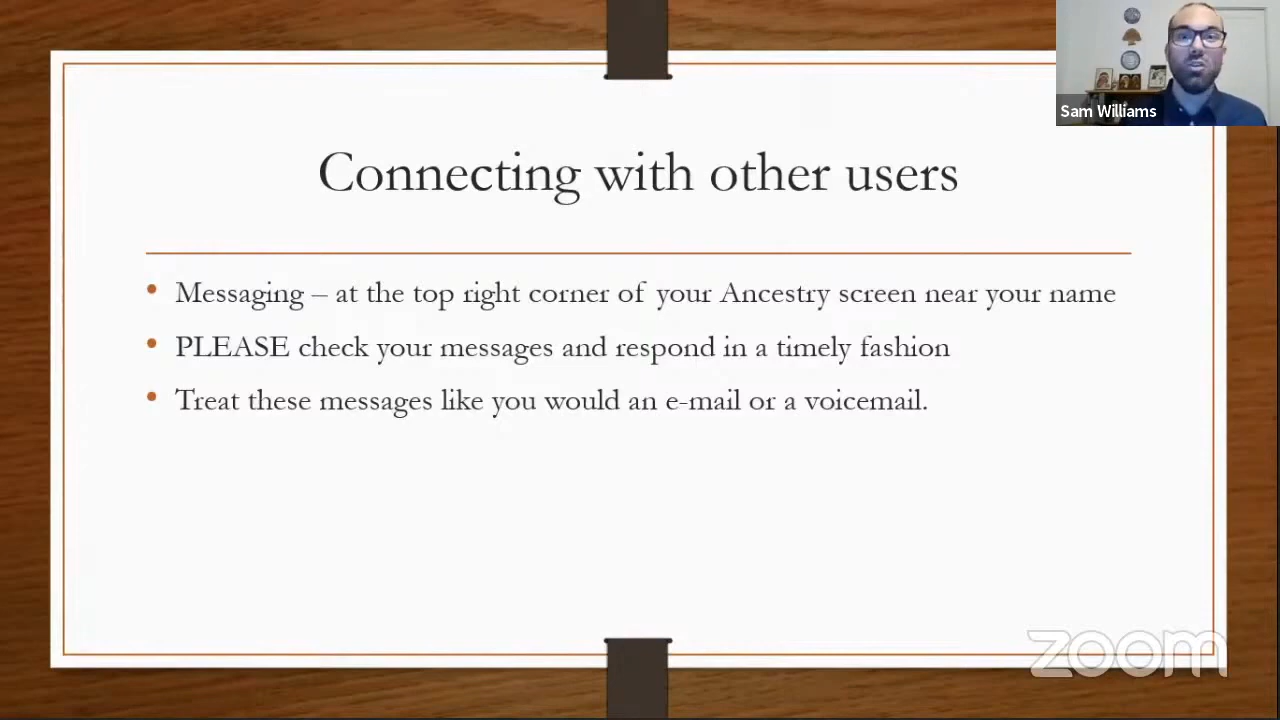 Sam Williams
Connecting with other users
• Messaging – at the top right corner of your Ancestry screen near your name
• PLEASE check your messages and respond in a timely fashion
• Treat these messages like you would an e-mail or a voicemail.
zoom